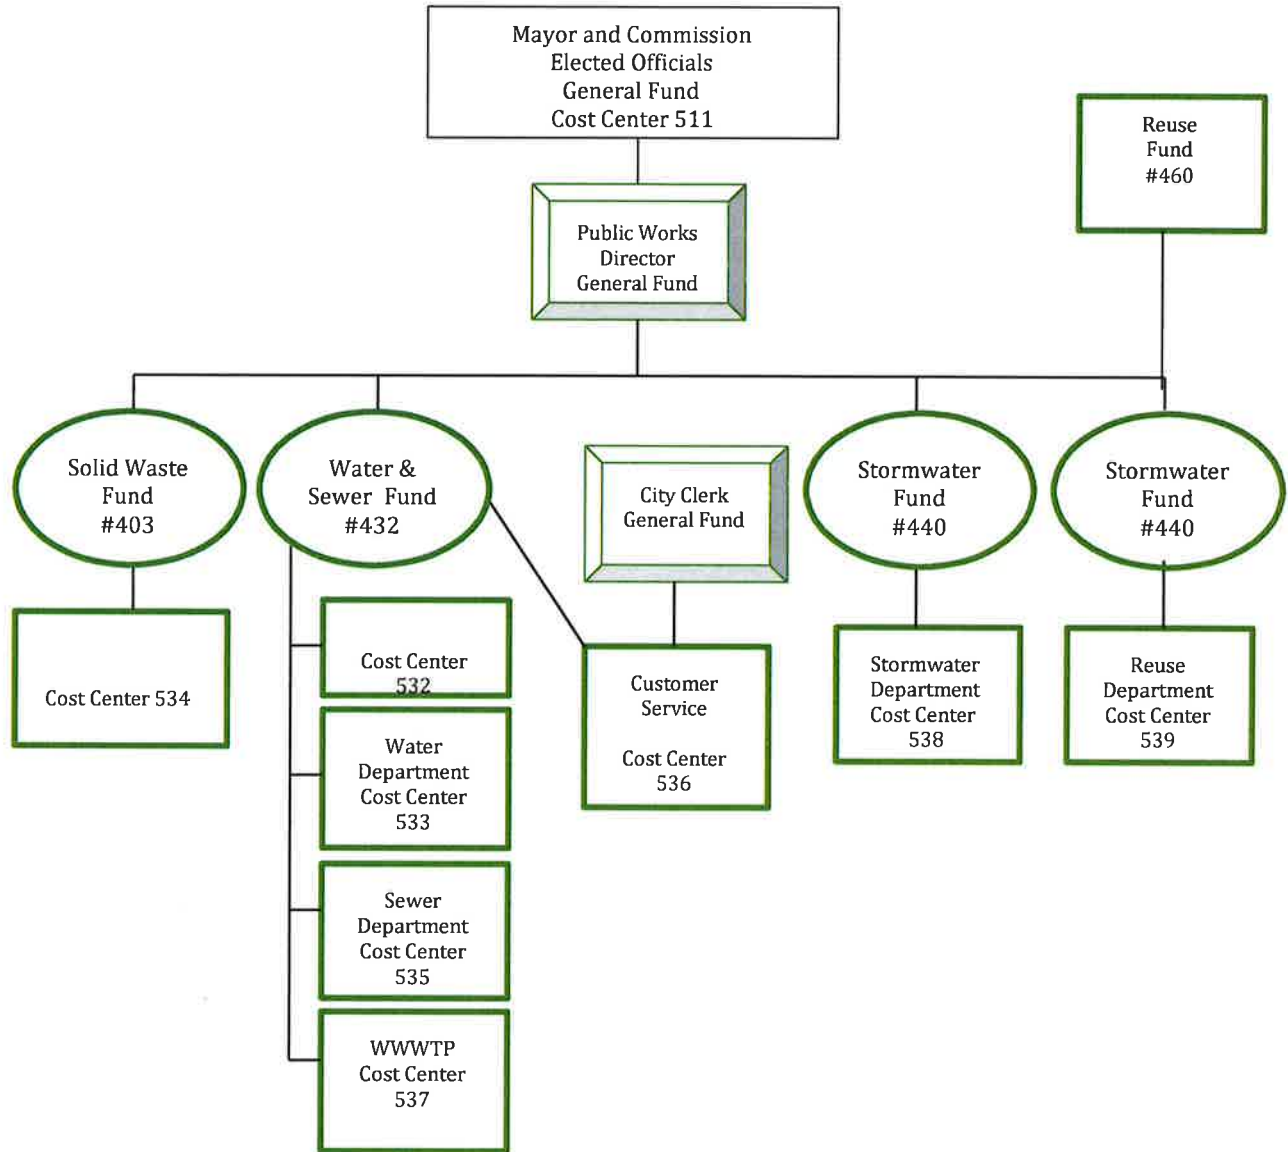 Mayor and Commission
Elected Officials
General Fund
Cost Center 511
Reuse
Fund
#460
Public Works
Director
General Fund
Solid Waste
Fund
#403
Water &
Sewer Fund
#432
City Clerk
General Fund
Stormwater
Fund
#440
Stormwater
Fund
#440
Cost Center 534
Cost Center
532
Water
Department
Cost Center
533
Sewer
Department
Cost Center
535
WWWTP
Cost Center
537
Customer
Service
Cost Center
536
Stormwater
Department
Cost Center
538
Reuse
Department
Cost Center
539